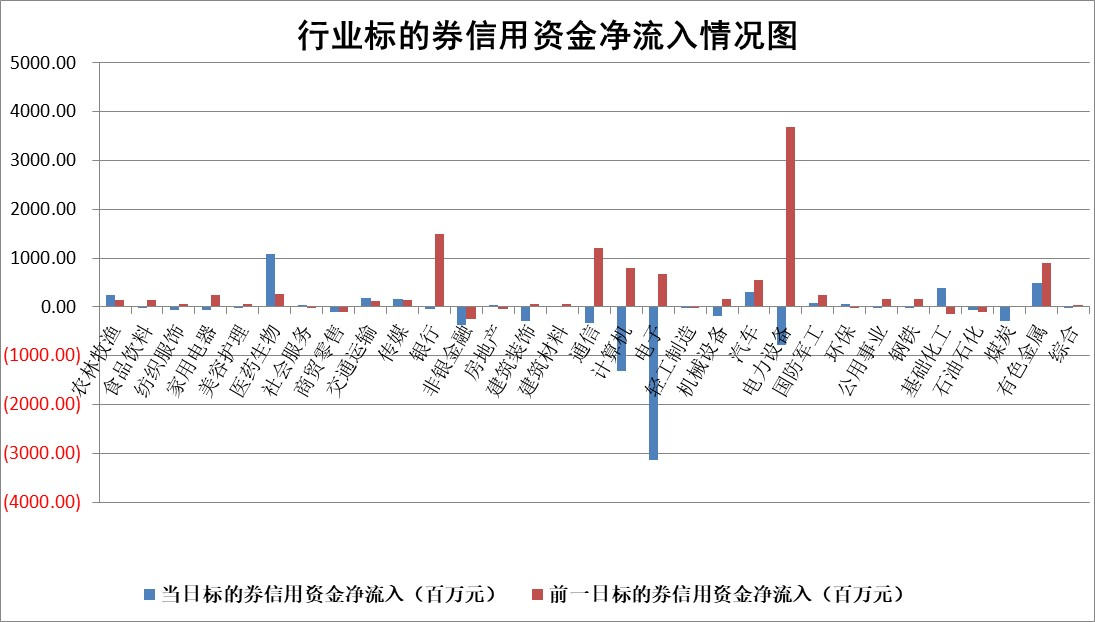 行业标的券信用资金净流入情况图
5000.00
4000.00
3000.00
2000.00
1000.00
0.00
(1000.00)
(2000.00)
(3000.00)
(4000.00)
农林牧渔
食品饮料
纺织服饰
家用电器
美容护理
医药生物
社会服务
商贸零售
交通运输
传媒
银行
非银金融
房地产
建筑装饰
建筑材料
通信
计算机
电子
轻工制造
机械设备
汽车
电力设备
国防军工
环保
公用事业
钢铁
基础化工
石油石化
煤炭
有色金属
综合
当日标的券信用资金净流入（百万元）
前一日标的券信用资金净流入（百万元）